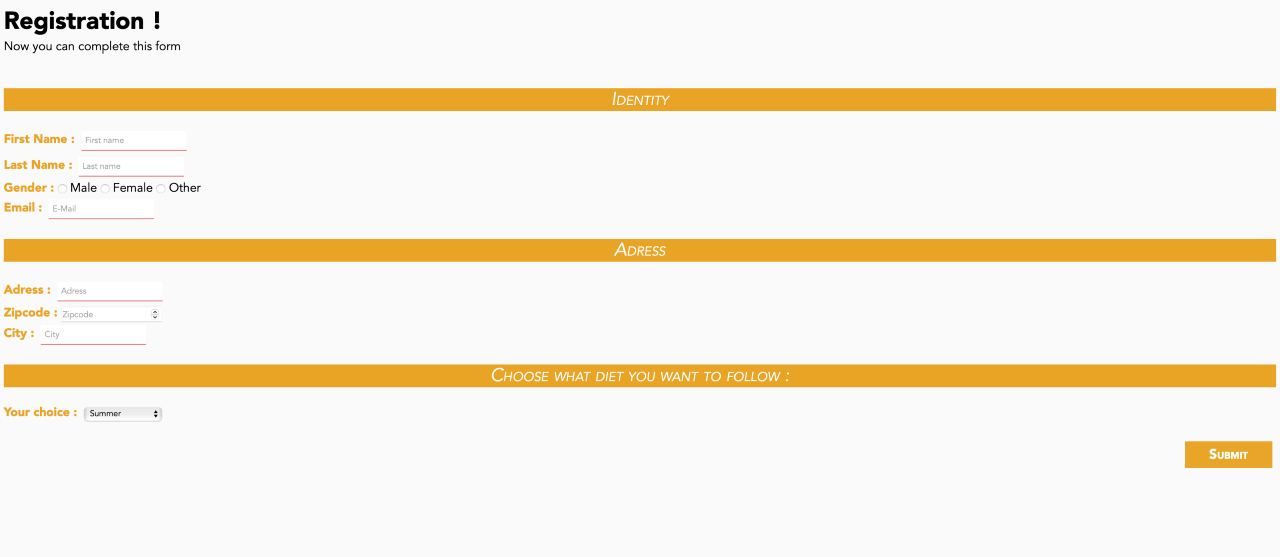 Registration !
Now you can complete this form
Identity
First Name : First name
Last Name : Last name
Gender : Male Female Other
Email : E-Mail
Adress
Adress : Adress
Zipcode : Zipcode
City : City
Choose what diet you want to follow :
Your choice : Summer
Submit